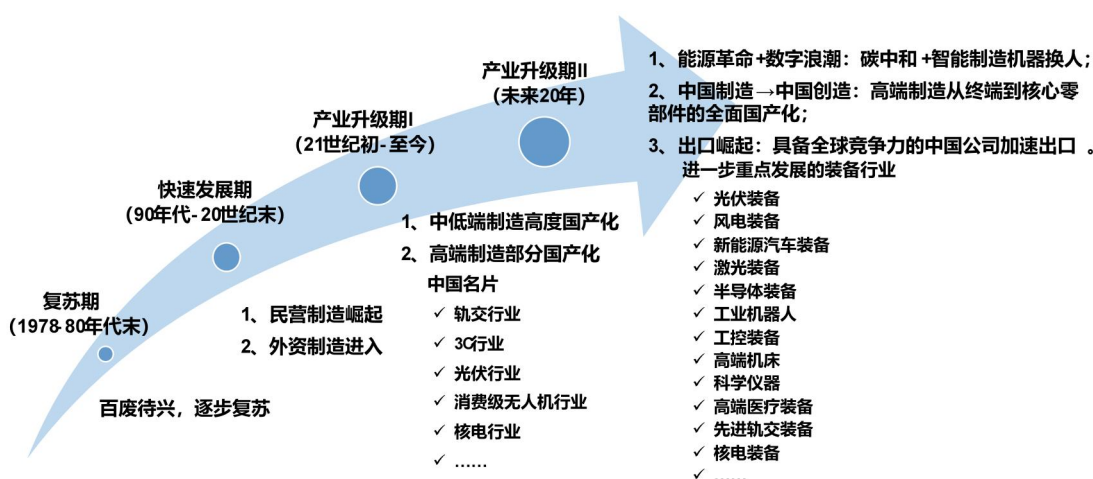 复苏期
(1978-80年代末)
百废待兴，逐步复苏
快速发展期
(90年代-20世纪末)
1、民营制造崛起
2、外资制造进入
产业升级期I
(21世纪初-至今)
1、中低端制造高度国产化
2、高端制造部分国产化
中国名片
✓ 轨交行业
✓ 3C行业
✓ 光伏行业
✓ 消费级无人机行业
✓ 核电行业
✓ ……
产业升级期II
(未来20年)
1、能源革命+数字浪潮：碳中和+智能制造机器换人；
2、中国制造→中国创造：高端制造从终端到核心零
部件的全面国产化；
3、出口崛起：具备全球竞争力的中国公司加速出口 。
进一步重点发展的装备行业
✓ 光伏装备
✓ 风电装备
✓ 新能源汽车装备
✓ 激光装备
✓ 半导体装备
✓ 工业机器人
✓ 工控装备
✓ 高端机床
✓ 科学仪器
✓ 高端医疗装备
✓ 先进轨交装备
✓ 核电装备
✓ ……